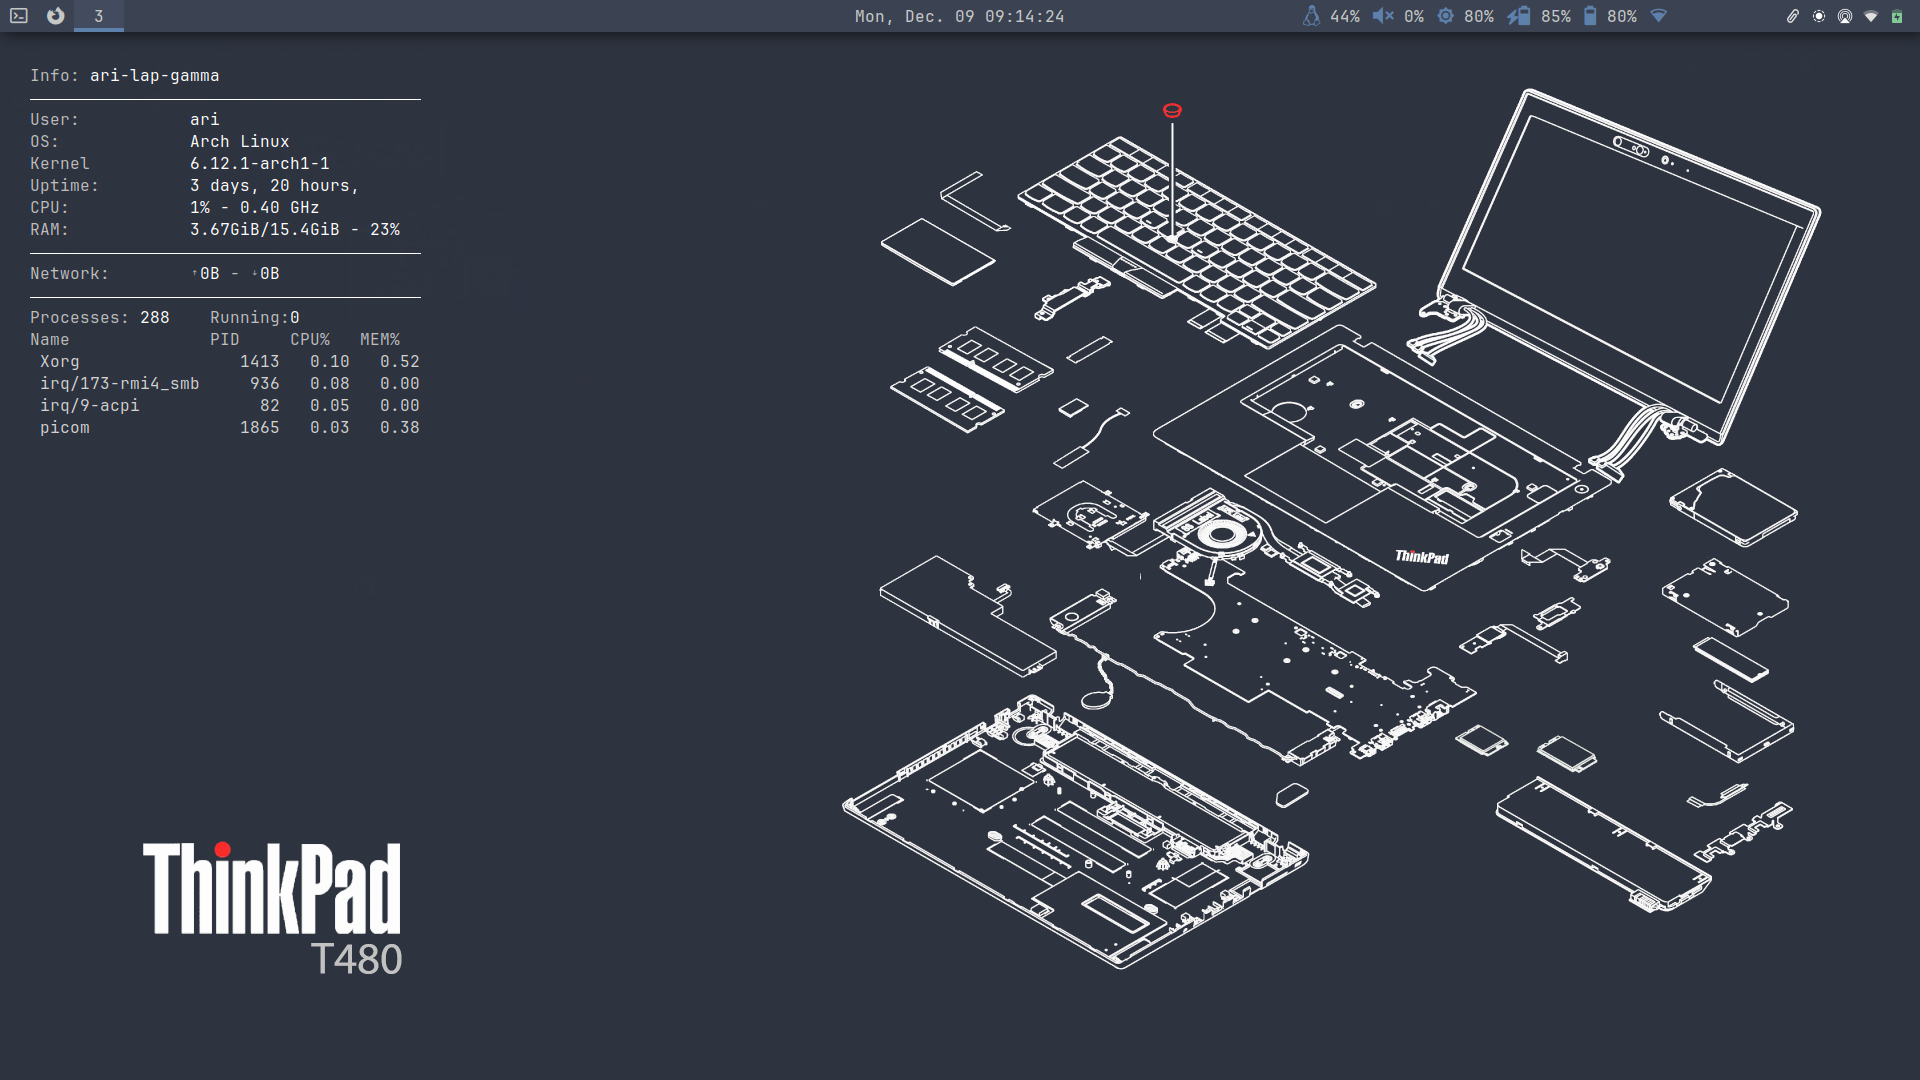 3
Mon, Dec. 09 09:14:24
44% 0% 80% 85% 80%
Info: ari-lap-gamma
User: ari
OS: Arch Linux
Kernel 6.12.1-arch1-1
Uptime: 3 days, 20 hours,
CPU: 1% - 0.40 GHz
RAM: 3.67GiB/15.4GiB - 23%
Network: ↑0B - ↓0B
Processes: 288 Running:0
Name PID CPU% MEM%
Xorg 1413 0.10 0.52
irq/173-rmi4_smb 936 0.08 0.00
irq/9-acpi 82 0.05 0.00
picom 1865 0.03 0.38
ThinkPad
ThinkPad
T480